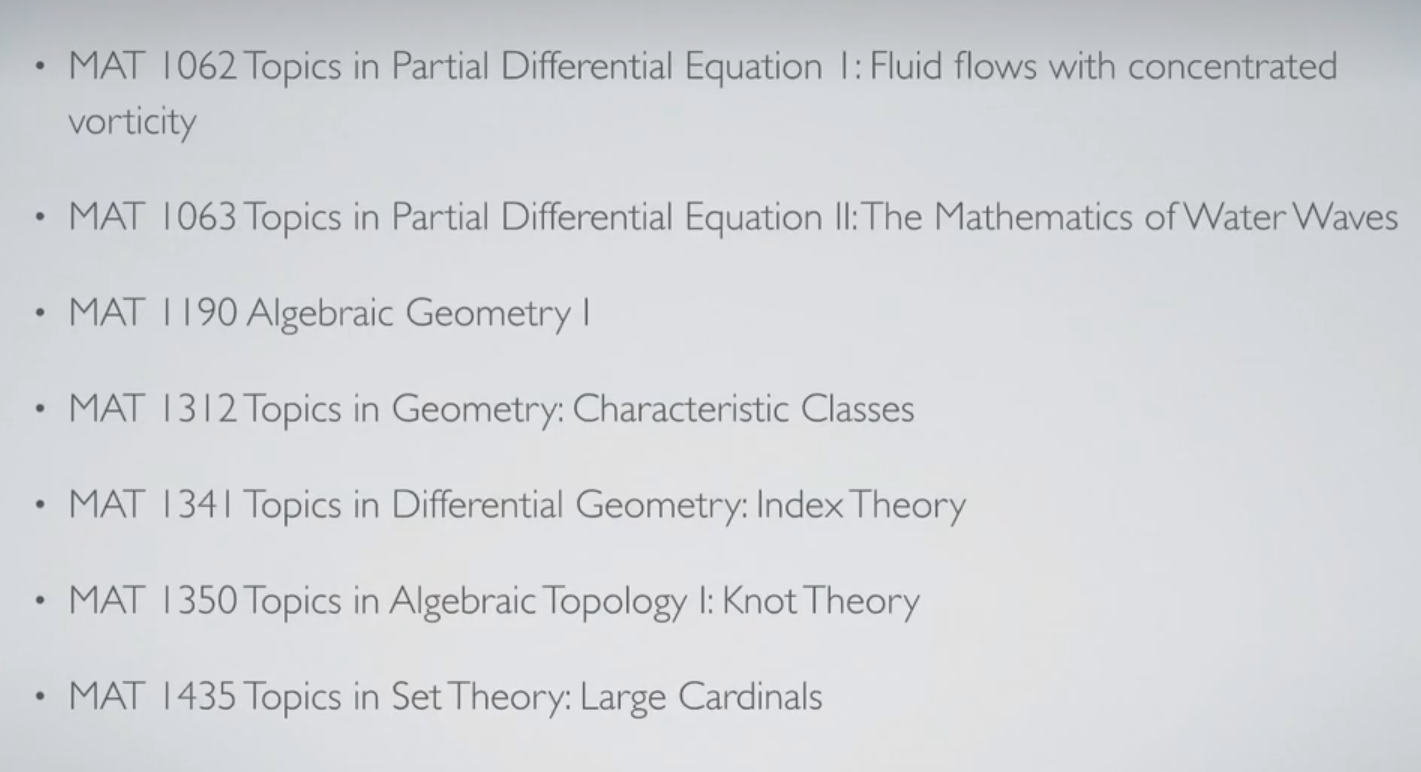 • MAT 1062 Topics in Partial Differential Equation 1: Fluid flows with concentrated
vorticity
• MAT 1063 Topics in Partial Differential Equation II: The Mathematics of Water Waves
• MAT 1190 Algebraic Geometry I
• MAT 1312 Topics in Geometry: Characteristic Classes
• MAT 1341 Topics in Differential Geometry: Index Theory
• MAT 1350 Topics in Algebraic Topology I: Knot Theory
• MAT 1435 Topics in Set Theory: Large Cardinals